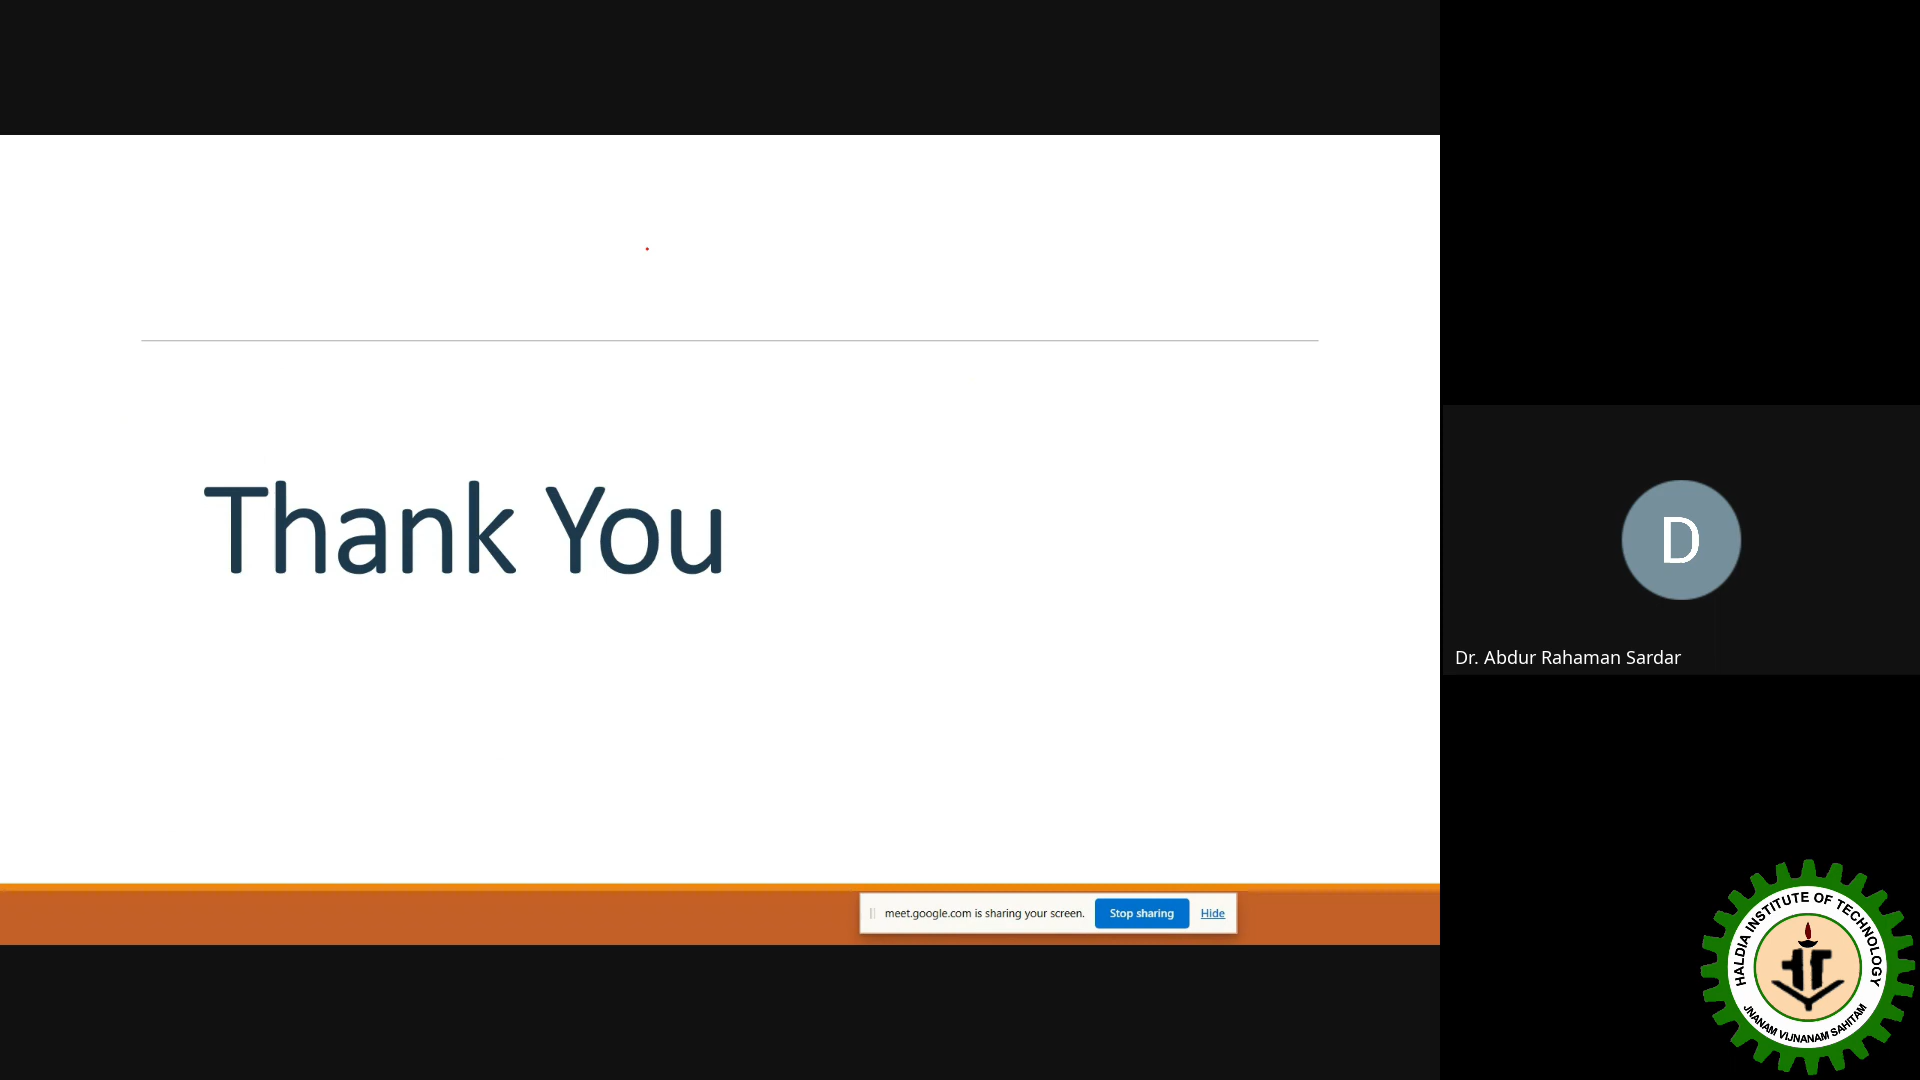 Thank You
meet.google.com is sharing your screen. Stop sharing Hide
D
Dr. Abdur Rahaman Sardar
HALDIA INSTITUTE OF TECHNOLOGY
JNANAM VIJNANAM SAHITAM